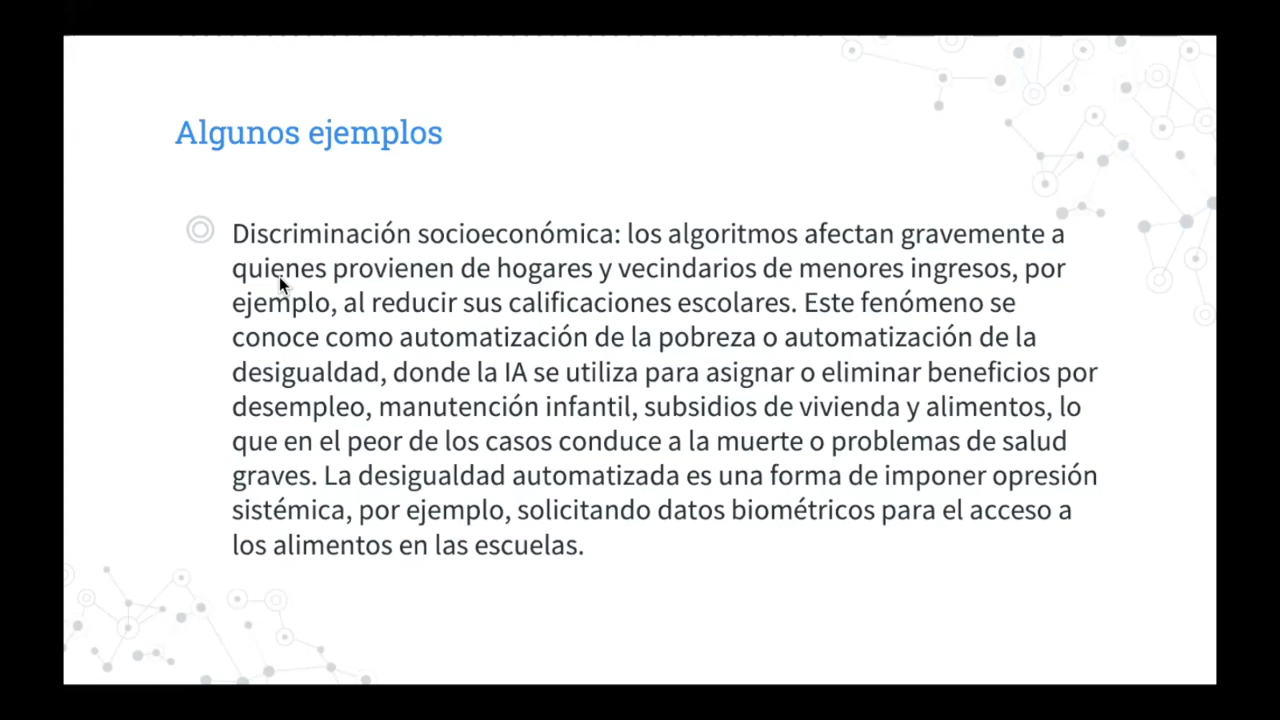 Algunos ejemplos
Discriminación socioeconómica: los algoritmos afectan gravemente a
quienes provienen de hogares y vecindarios de menores ingresos, por
ejemplo, al reducir sus calificaciones escolares. Este fenómeno se
conoce como automatización de la pobreza o automatización de la
desigualdad, donde la IA se utiliza para asignar o eliminar beneficios por
desempleo, manutención infantil, subsidios de vivienda y alimentos, lo
que en el peor de los casos conduce a la muerte o problemas de salud
graves. La desigualdad automatizada es una forma de imponer opresión
sistémica, por ejemplo, solicitando datos biométricos para el acceso a
los alimentos en las escuelas.